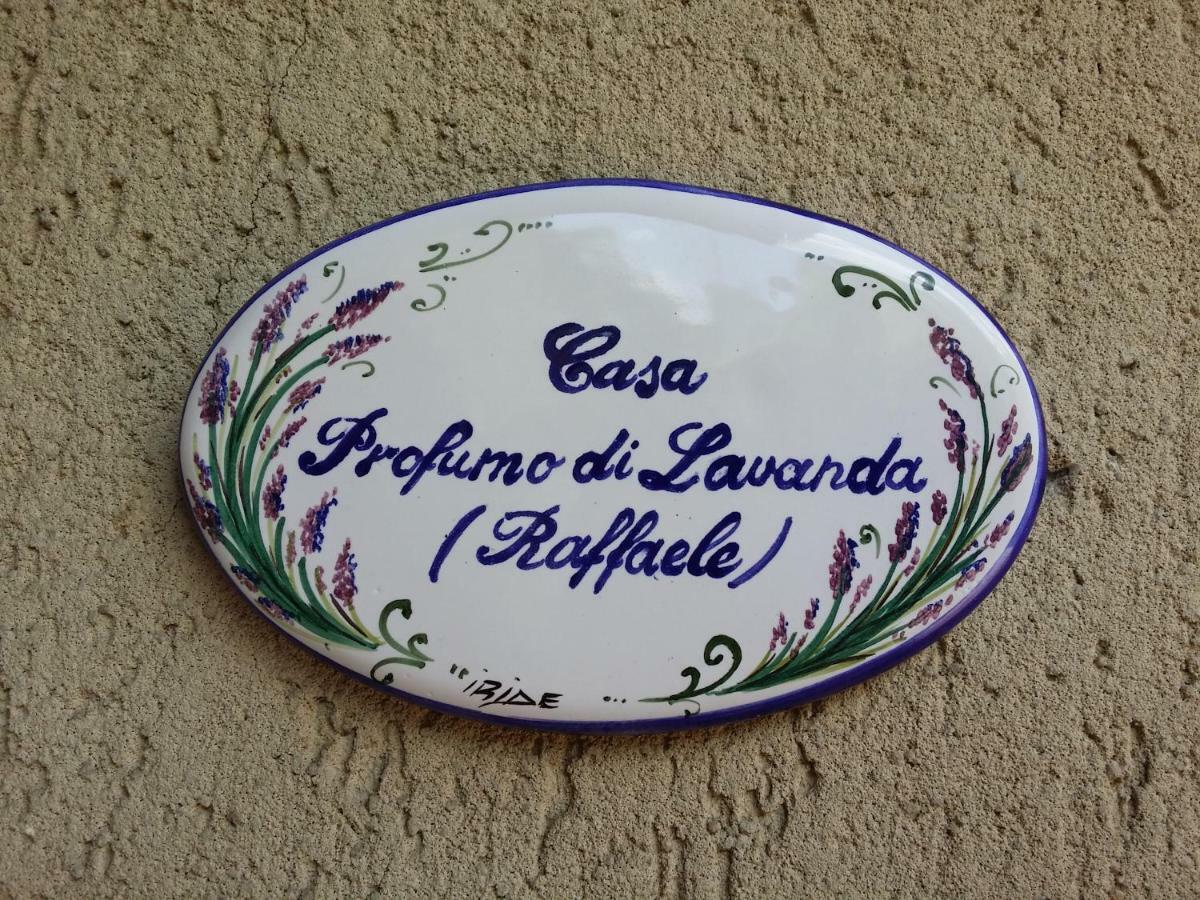 Casa
Profumo di Lavanda
(Raffaele)
"IRIDE